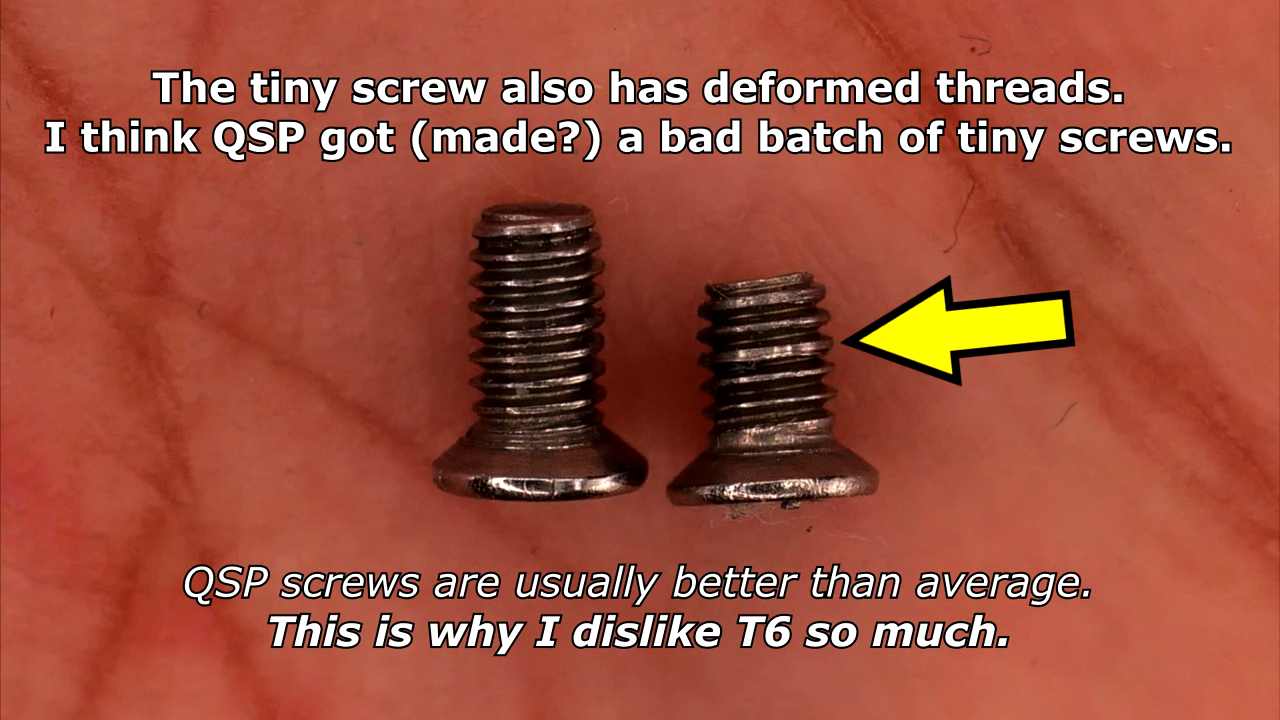 The tiny screw also has deformed threads.
I think QSP got (made?) a bad batch of tiny screws.
QSP screws are usually better than average.
This is why I dislike T6 so much.